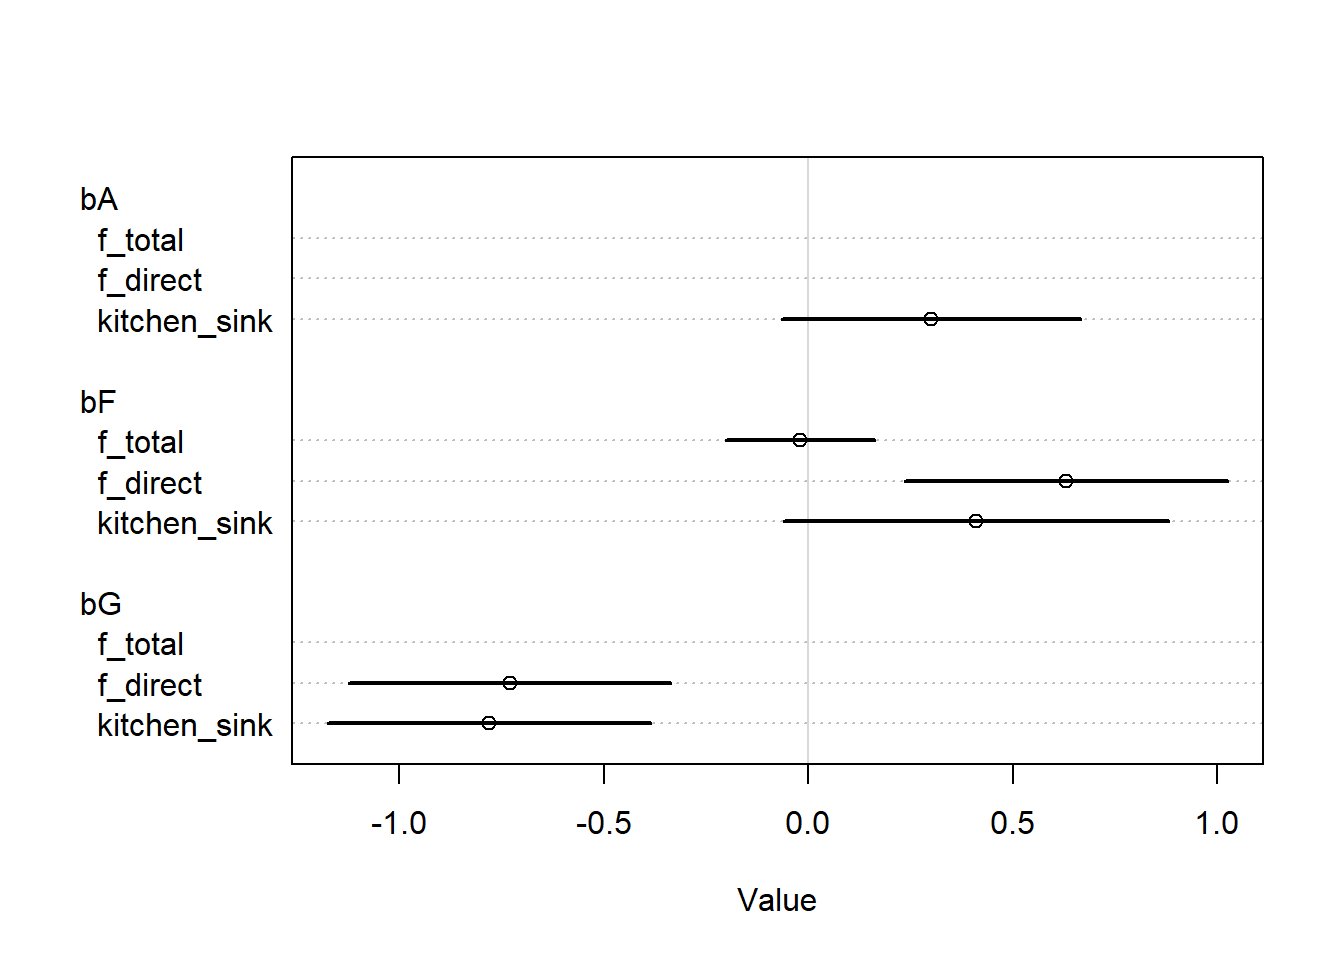 bA
f_total
f_direct
kitchen_sink
bF
f_total
f_direct
kitchen_sink
bG
f_total
f_direct
kitchen_sink
-1.0 -0.5 0.0 0.5 1.0
Value